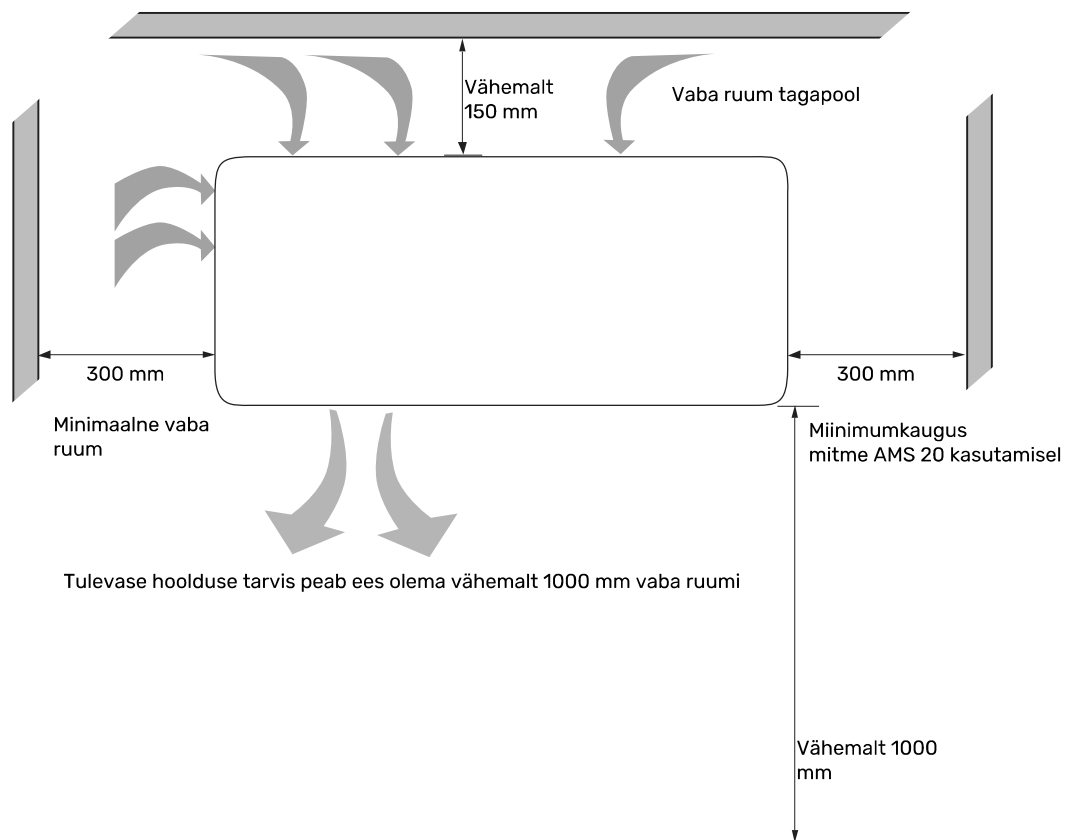 Vähemalt
150 mm
Vaba ruum tagapool
300 mm
300 mm
Minimaalne vaba
ruum
Miinimumkaugus
mitme AMS 20 kasutamisel
Tulevase hoolduse tarvis peab ees olema vähemalt 1000 mm vaba ruumi
Vähemalt 1000
mm